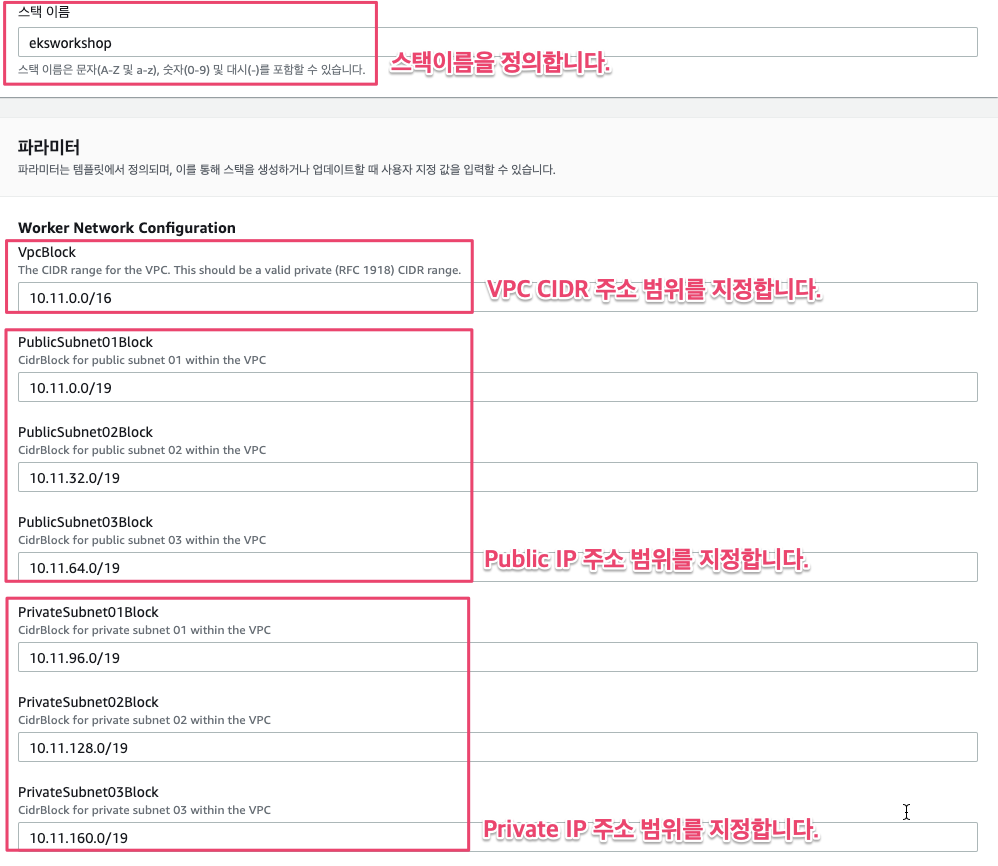 스택 이름
eksworkshop
스택 이름은 문자(A-Z 및 a-z), 숫자(0-9) 및 대시(-)를 포함할 수 있습니다.
스택이름을 정의합니다.
파라미터
파라미터는 템플릿에서 정의되며, 이를 통해 스택을 생성하거나 업데이트할 때 사용자 지정 값을 입력할 수 있습니다.
Worker Network Configuration
VpcBlock
The CIDR range for the VPC. This should be a valid private (RFC 1918) CIDR range.
10.11.0.0/16
VPC CIDR 주소 범위를 지정합니다.
PublicSubnet01Block
CidrBlock for public subnet 01 within the VPC
10.11.0.0/19
PublicSubnet02Block
CidrBlock for public subnet 02 within the VPC
10.11.32.0/19
PublicSubnet03Block
CidrBlock for public subnet 03 within the VPC
10.11.64.0/19
Public IP 주소 범위를 지정합니다.
PrivateSubnet01Block
CidrBlock for private subnet 01 within the VPC
10.11.96.0/19
PrivateSubnet02Block
CidrBlock for private subnet 02 within the VPC
10.11.128.0/19
PrivateSubnet03Block
CidrBlock for private subnet 03 within the VPC
10.11.160.0/19
Private IP 주소 범위를 지정합니다.